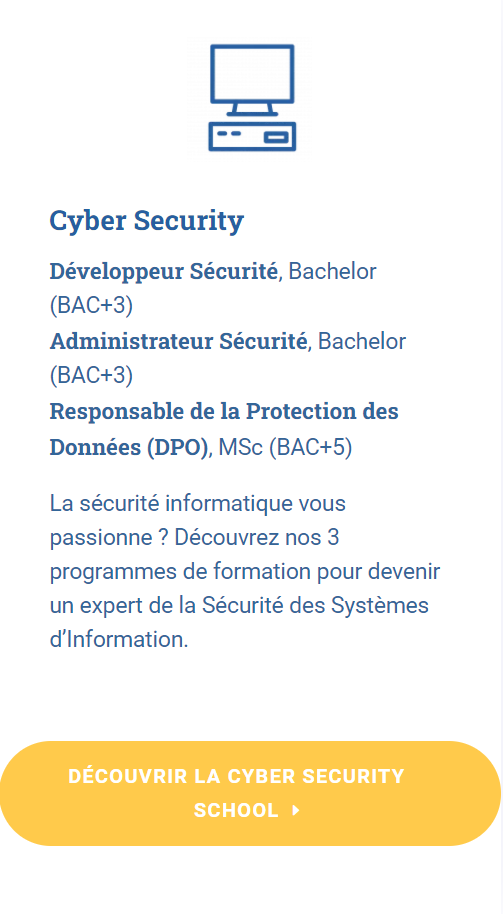 Cyber Security
Développeur Sécurité, Bachelor
(BAC+3)
Administrateur Sécurité, Bachelor
(BAC+3)
Responsable de la Protection des
Données (DPO), MSc (BAC+5)
La sécurité informatique vous
passionne ? Découvrez nos 3
programmes de formation pour devenir
un expert de la Sécurité des Systèmes
d’Information.
DÉCOUVRIR LA CYBER SECURITY
SCHOOL